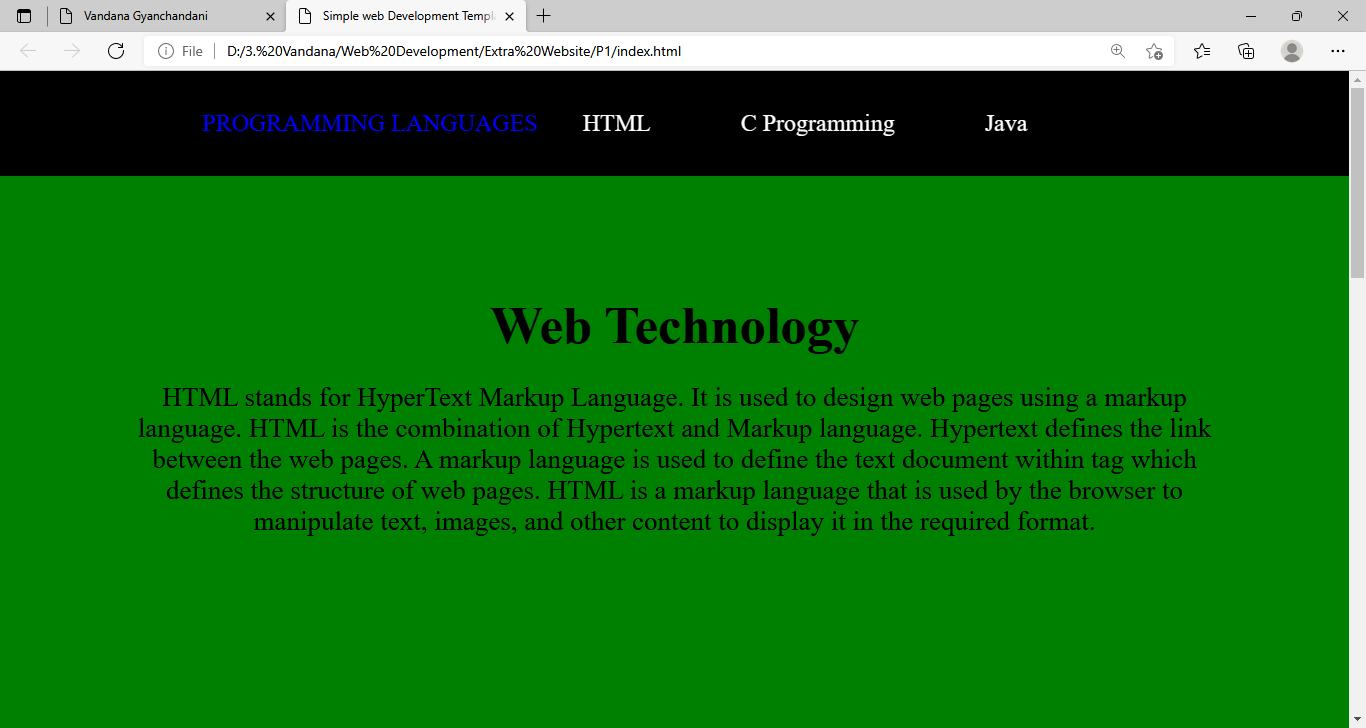 Vandana Gyanchandani
Simple web Development Templ
File
D:/3.%20Vandana/Web%20Development/Extra%20Website/P1/index.html
PROGRAMMING LANGUAGES HTML C Programming Java
Web Technology
HTML stands for HyperText Markup Language. It is used to design web pages using a markup
language. HTML is the combination of Hypertext and Markup language. Hypertext defines the link
between the web pages. A markup language is used to define the text document within tag which
defines the structure of web pages. HTML is a markup language that is used by the browser to
manipulate text, images, and other content to display it in the required format.